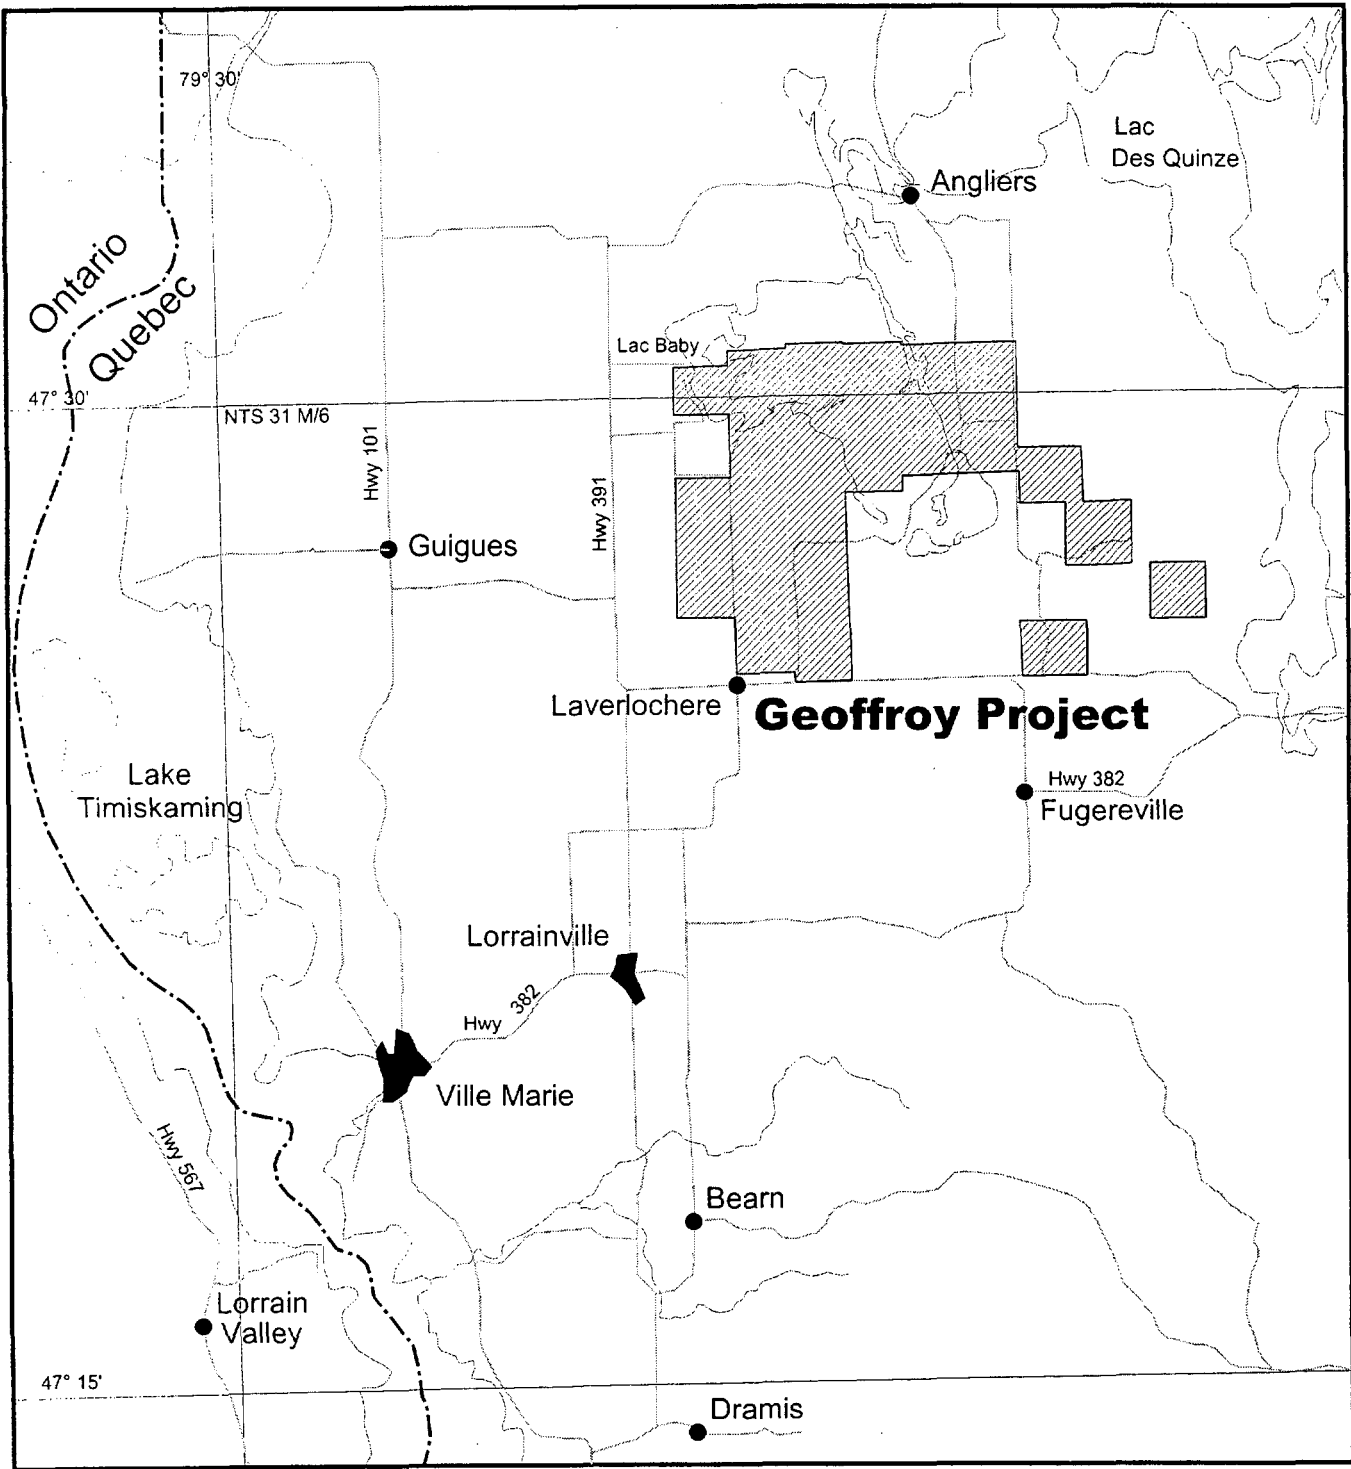 79° 30'
Lac
Des Quinze
Angliers
Ontario
Quebec
Lac Baby
47° 30'
NTS 31 M/6
Hwy 101
Hwy 391
Guigues
Laverlochere
Geoffroy Project
Lake
Timiskaming
Hwy 382
Fugereville
Lorrainville
Hwy 382
Ville Marie
Hwy 567
Bearn
Lorrain
Valley
47° 15'
Dramis